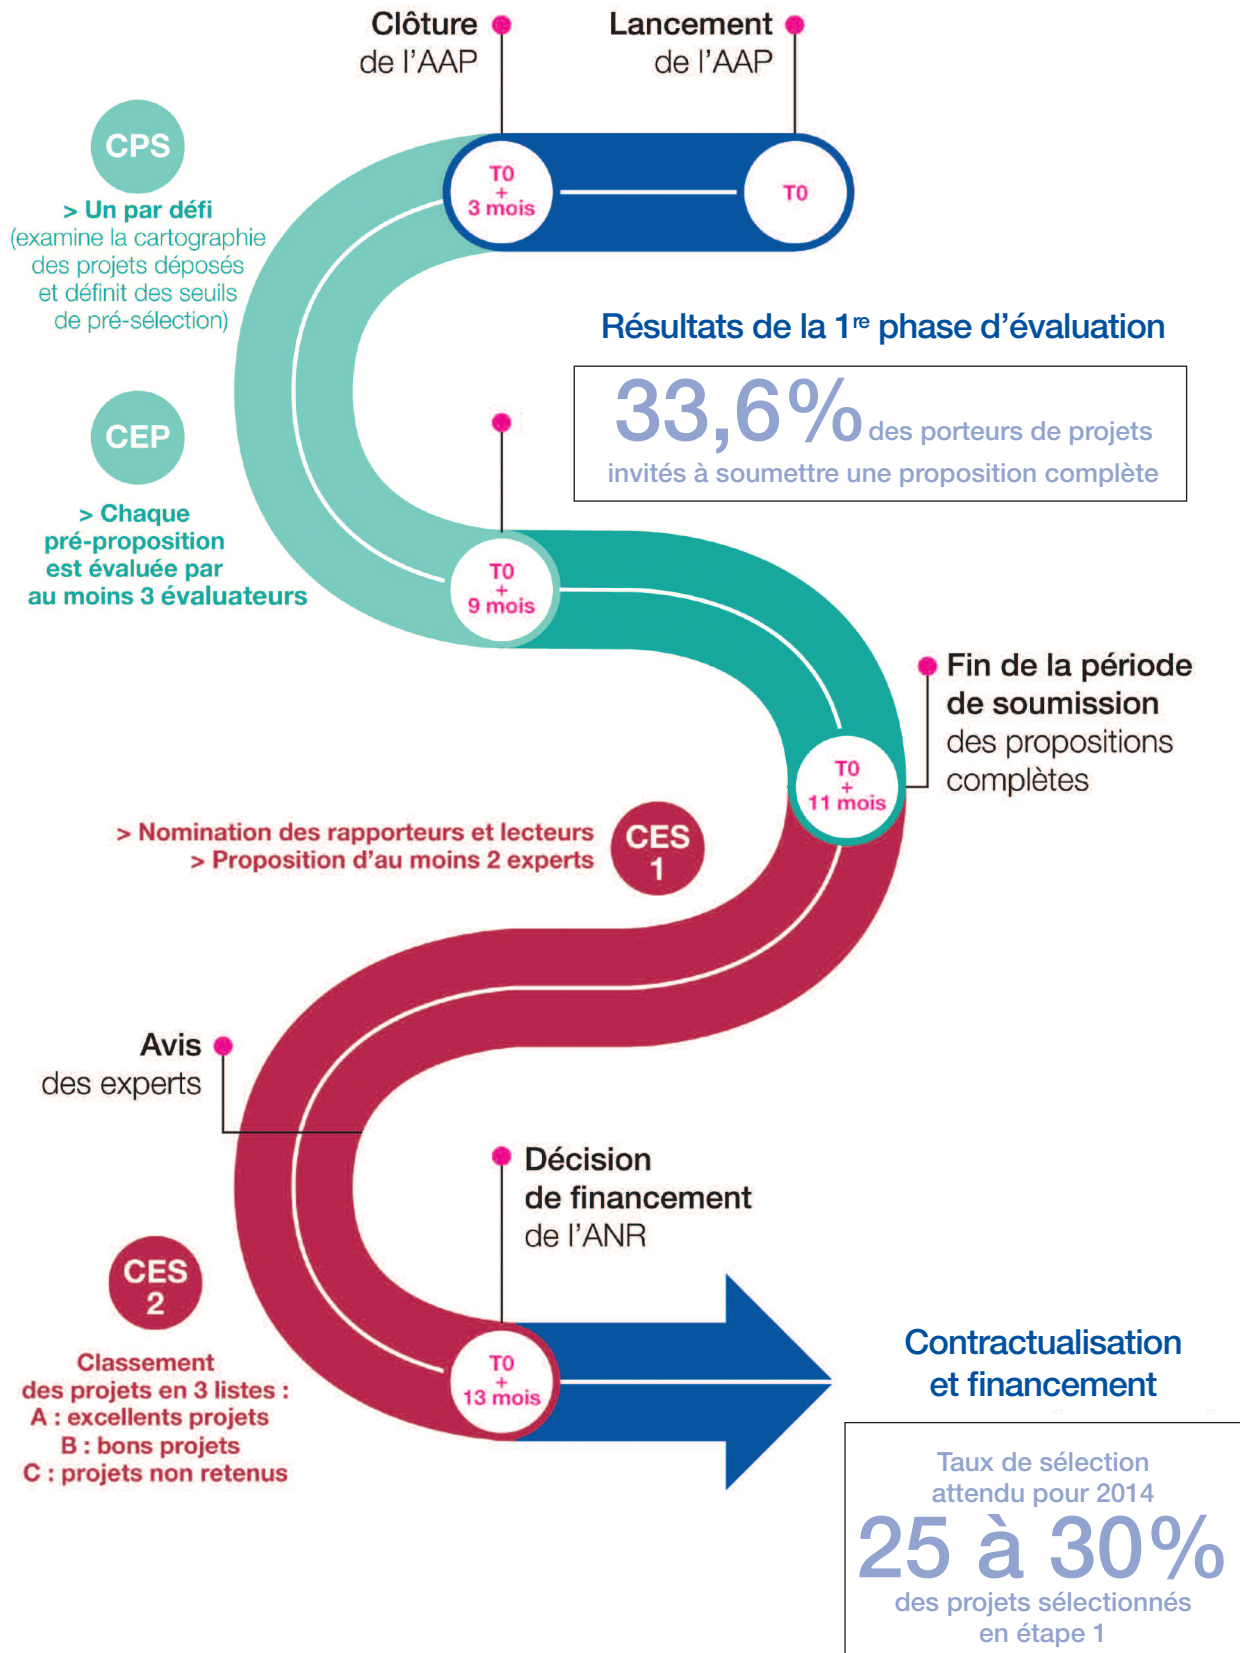 Clôture
de l'AAP
Lancement
de l'AAP
CPS
T0
+
3 mois
T0
> Un par défi
(examine la cartographie
des projets déposés
et définit des seuils
de pré-sélection)
Résultats de la 1re phase d'évaluation
33,6% des porteurs de projets
invités à soumettre une proposition complète
CEP
> Chaque
pré-proposition
est évaluée par
au moins 3 évaluateurs
T0
+
9 mois
Fin de la période
de soumission
des propositions
complètes
T0
+
11 mois
> Nomination des rapporteurs et lecteurs
> Proposition d'au moins 2 experts
CES
1
Avis
des experts
Décision
de financement
de l'ANR
CES
2
Classement
des projets en 3 listes :
A : excellents projets
B : bons projets
C : projets non retenus
T0
+
13 mois
Contractualisation
et financement
Taux de sélection
attendu pour 2014
25 à 30%
des projets sélectionnés
en étape 1